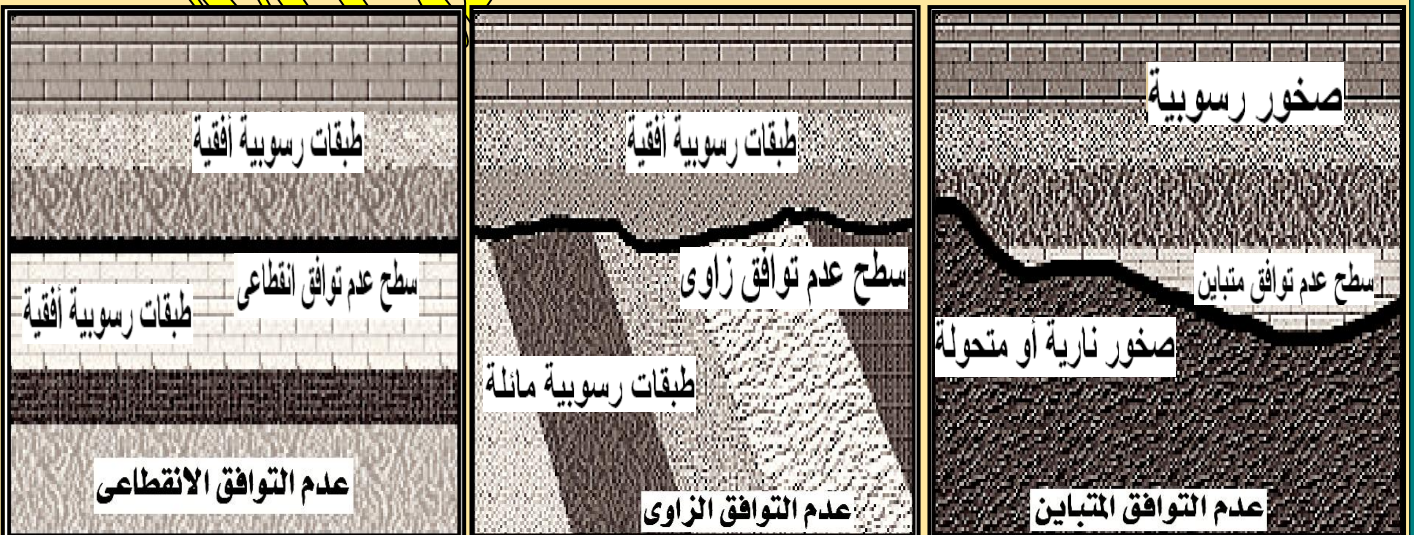 صخور رسوبية
سطح عدم توافق متباين
صخور نارية أو متحولة
عدم التوافق المتباين
طبقات رسوبية أفقية
سطح عدم توافق زاوى
طبقات رسوبية مائلة
عدم التوافق الزاوى
طبقات رسوبية أفقية
سطح عدم توافق انقطاعى
طبقات رسوبية أفقية
عدم التوافق الانقطاعى